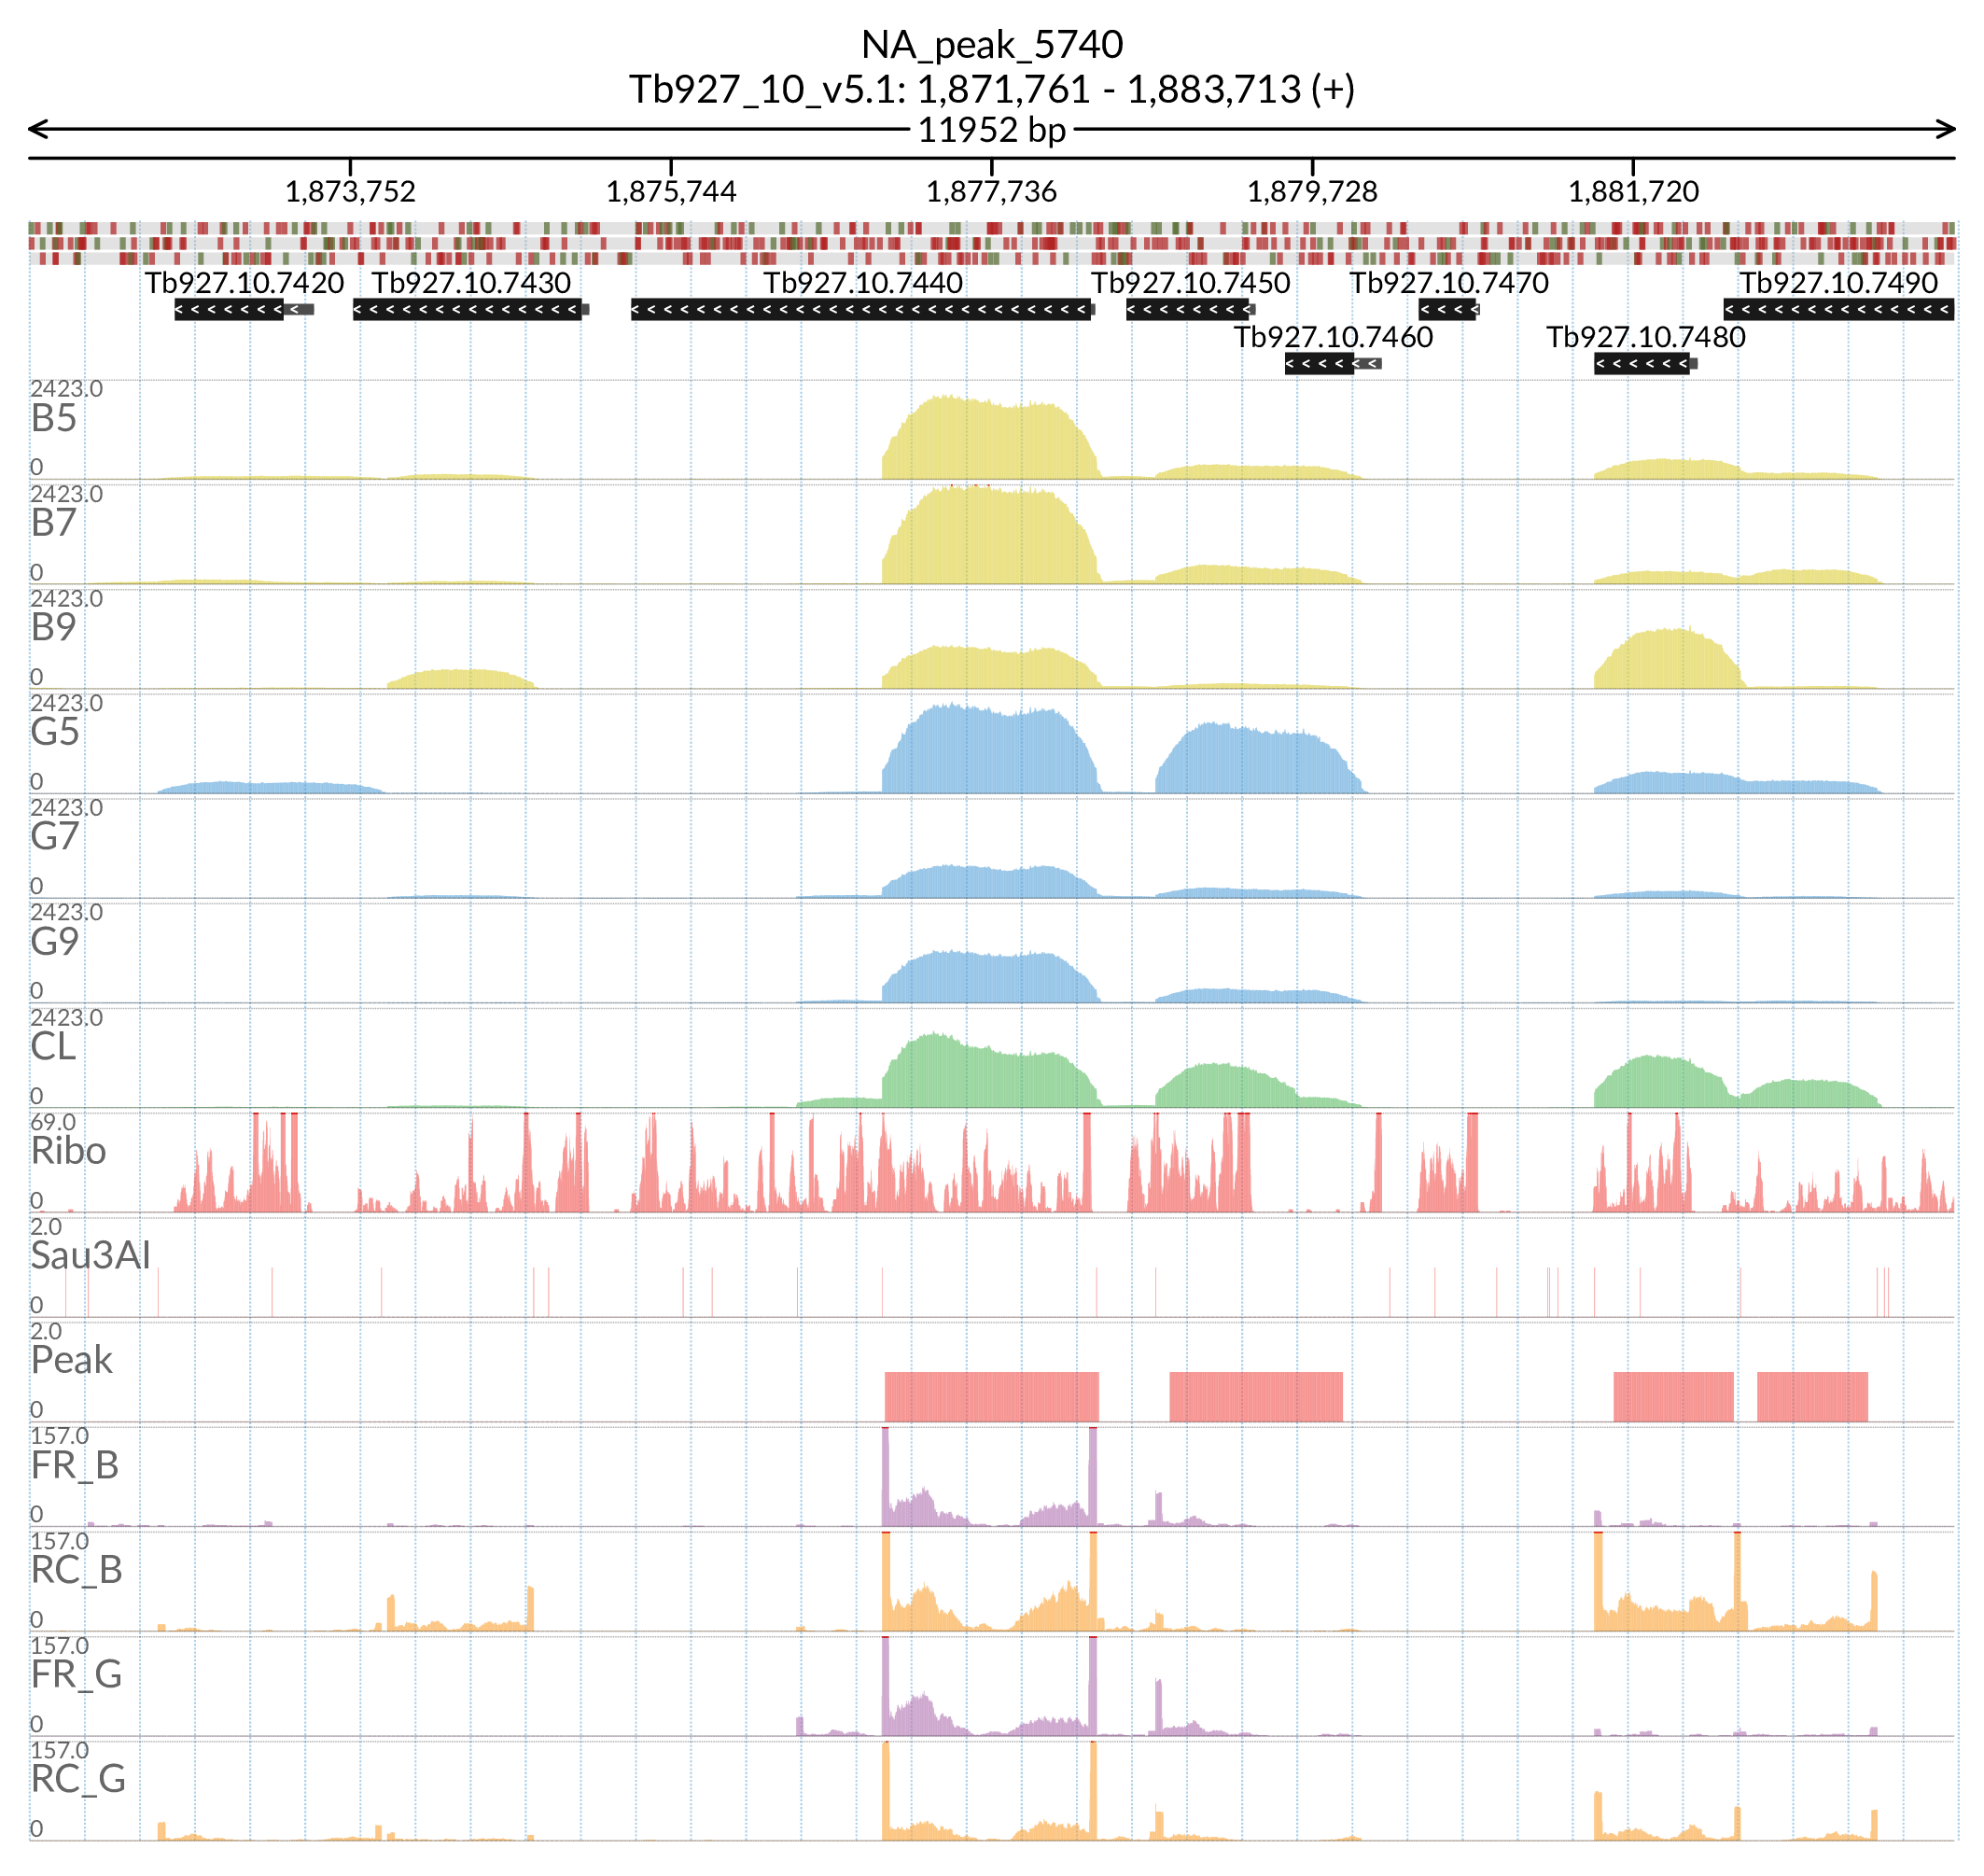 NA_peak_5740
Tb927_10_v5.1: 1,871,761 - 1,883,713 (+)
11952 bp
1,873,752 1,875,744 1,877,736 1,879,728 1,881,720
Tb927.10.7420 Tb927.10.7430 Tb927.10.7440 Tb927.10.7450 Tb927.10.7470 Tb927.10.7490
Tb927.10.7460 Tb927.10.7480
2423.0
B5
0
2423.0
B7
0
2423.0
B9
0
2423.0
G5
0
2423.0
G7
0
2423.0
G9
0
2423.0
CL
0
69.0
Ribo
0
2.0
Sau3AI
0
2.0
Peak
0
157.0
FR_B
0
157.0
RC_B
0
157.0
FR_G
0
157.0
RC_G
0